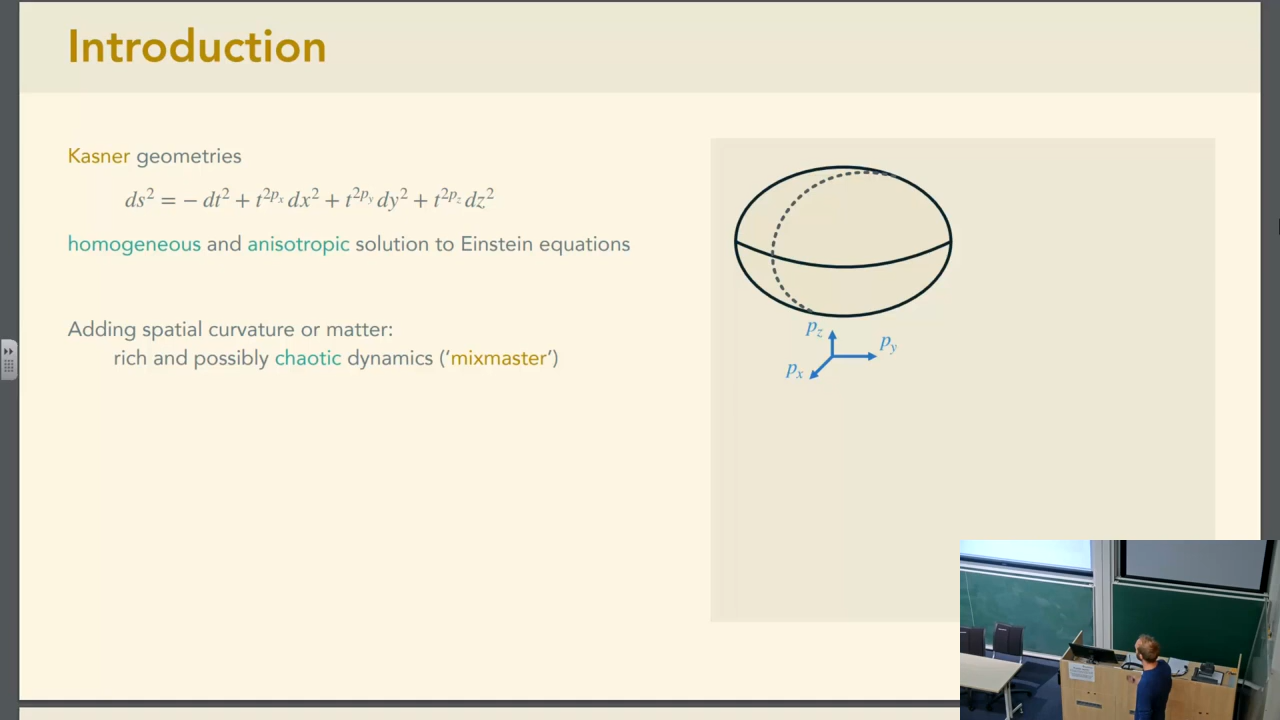 Introduction
Kasner geometries
ds² = − dt² + t^{2p_x} dx² + t^{2p_y} dy² + t^{2p_z} dz²
homogeneous and anisotropic solution to Einstein equations
Adding spatial curvature or matter:
rich and possibly chaotic dynamics ('mixmaster')
p_z
p_y
p_x